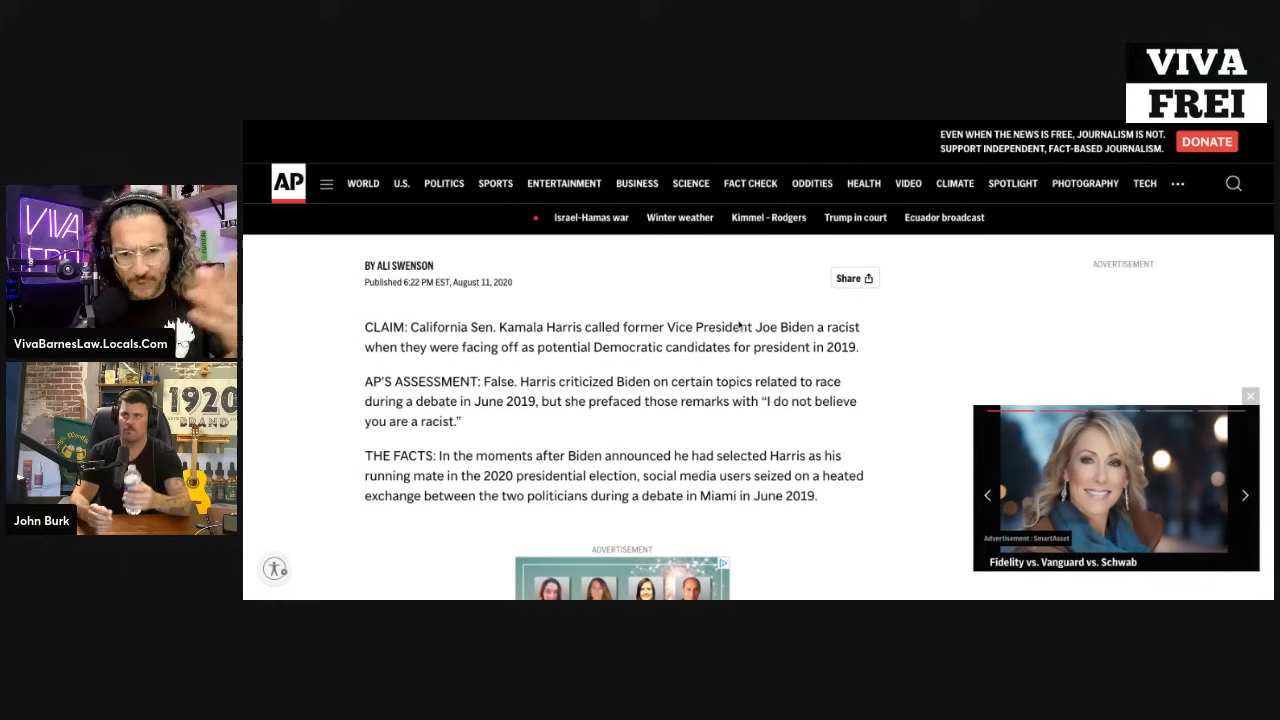 VIVA
FREI
EVEN WHEN THE NEWS IS FREE, JOURNALISM IS NOT.
SUPPORT INDEPENDENT, FACT-BASED JOURNALISM.
DONATE
AP
WORLD U.S. POLITICS SPORTS ENTERTAINMENT BUSINESS SCIENCE FACT CHECK ODDITIES HEALTH VIDEO CLIMATE SPOTLIGHT PHOTOGRAPHY TECH
Israel-Hamas war Winter weather Kimmel - Rodgers Trump in court Ecuador broadcast
VIVA
rumble
VivaBarnesLaw.Locals.Com
1920
BRAND
John Burk
BY ALI SWENSON
Published 6:22 PM EST, August 11, 2020
Share
ADVERTISEMENT
CLAIM: California Sen. Kamala Harris called former Vice President Joe Biden a racist
when they were facing off as potential Democratic candidates for president in 2019.
AP'S ASSESSMENT: False. Harris criticized Biden on certain topics related to race
during a debate in June 2019, but she prefaced those remarks with “I do not believe
you are a racist.”
THE FACTS: In the moments after Biden announced he had selected Harris as his
running mate in the 2020 presidential election, social media users seized on a heated
exchange between the two politicians during a debate in Miami in June 2019.
ADVERTISEMENT
Advertisement : SmartAsset
Fidelity vs. Vanguard vs. Schwab